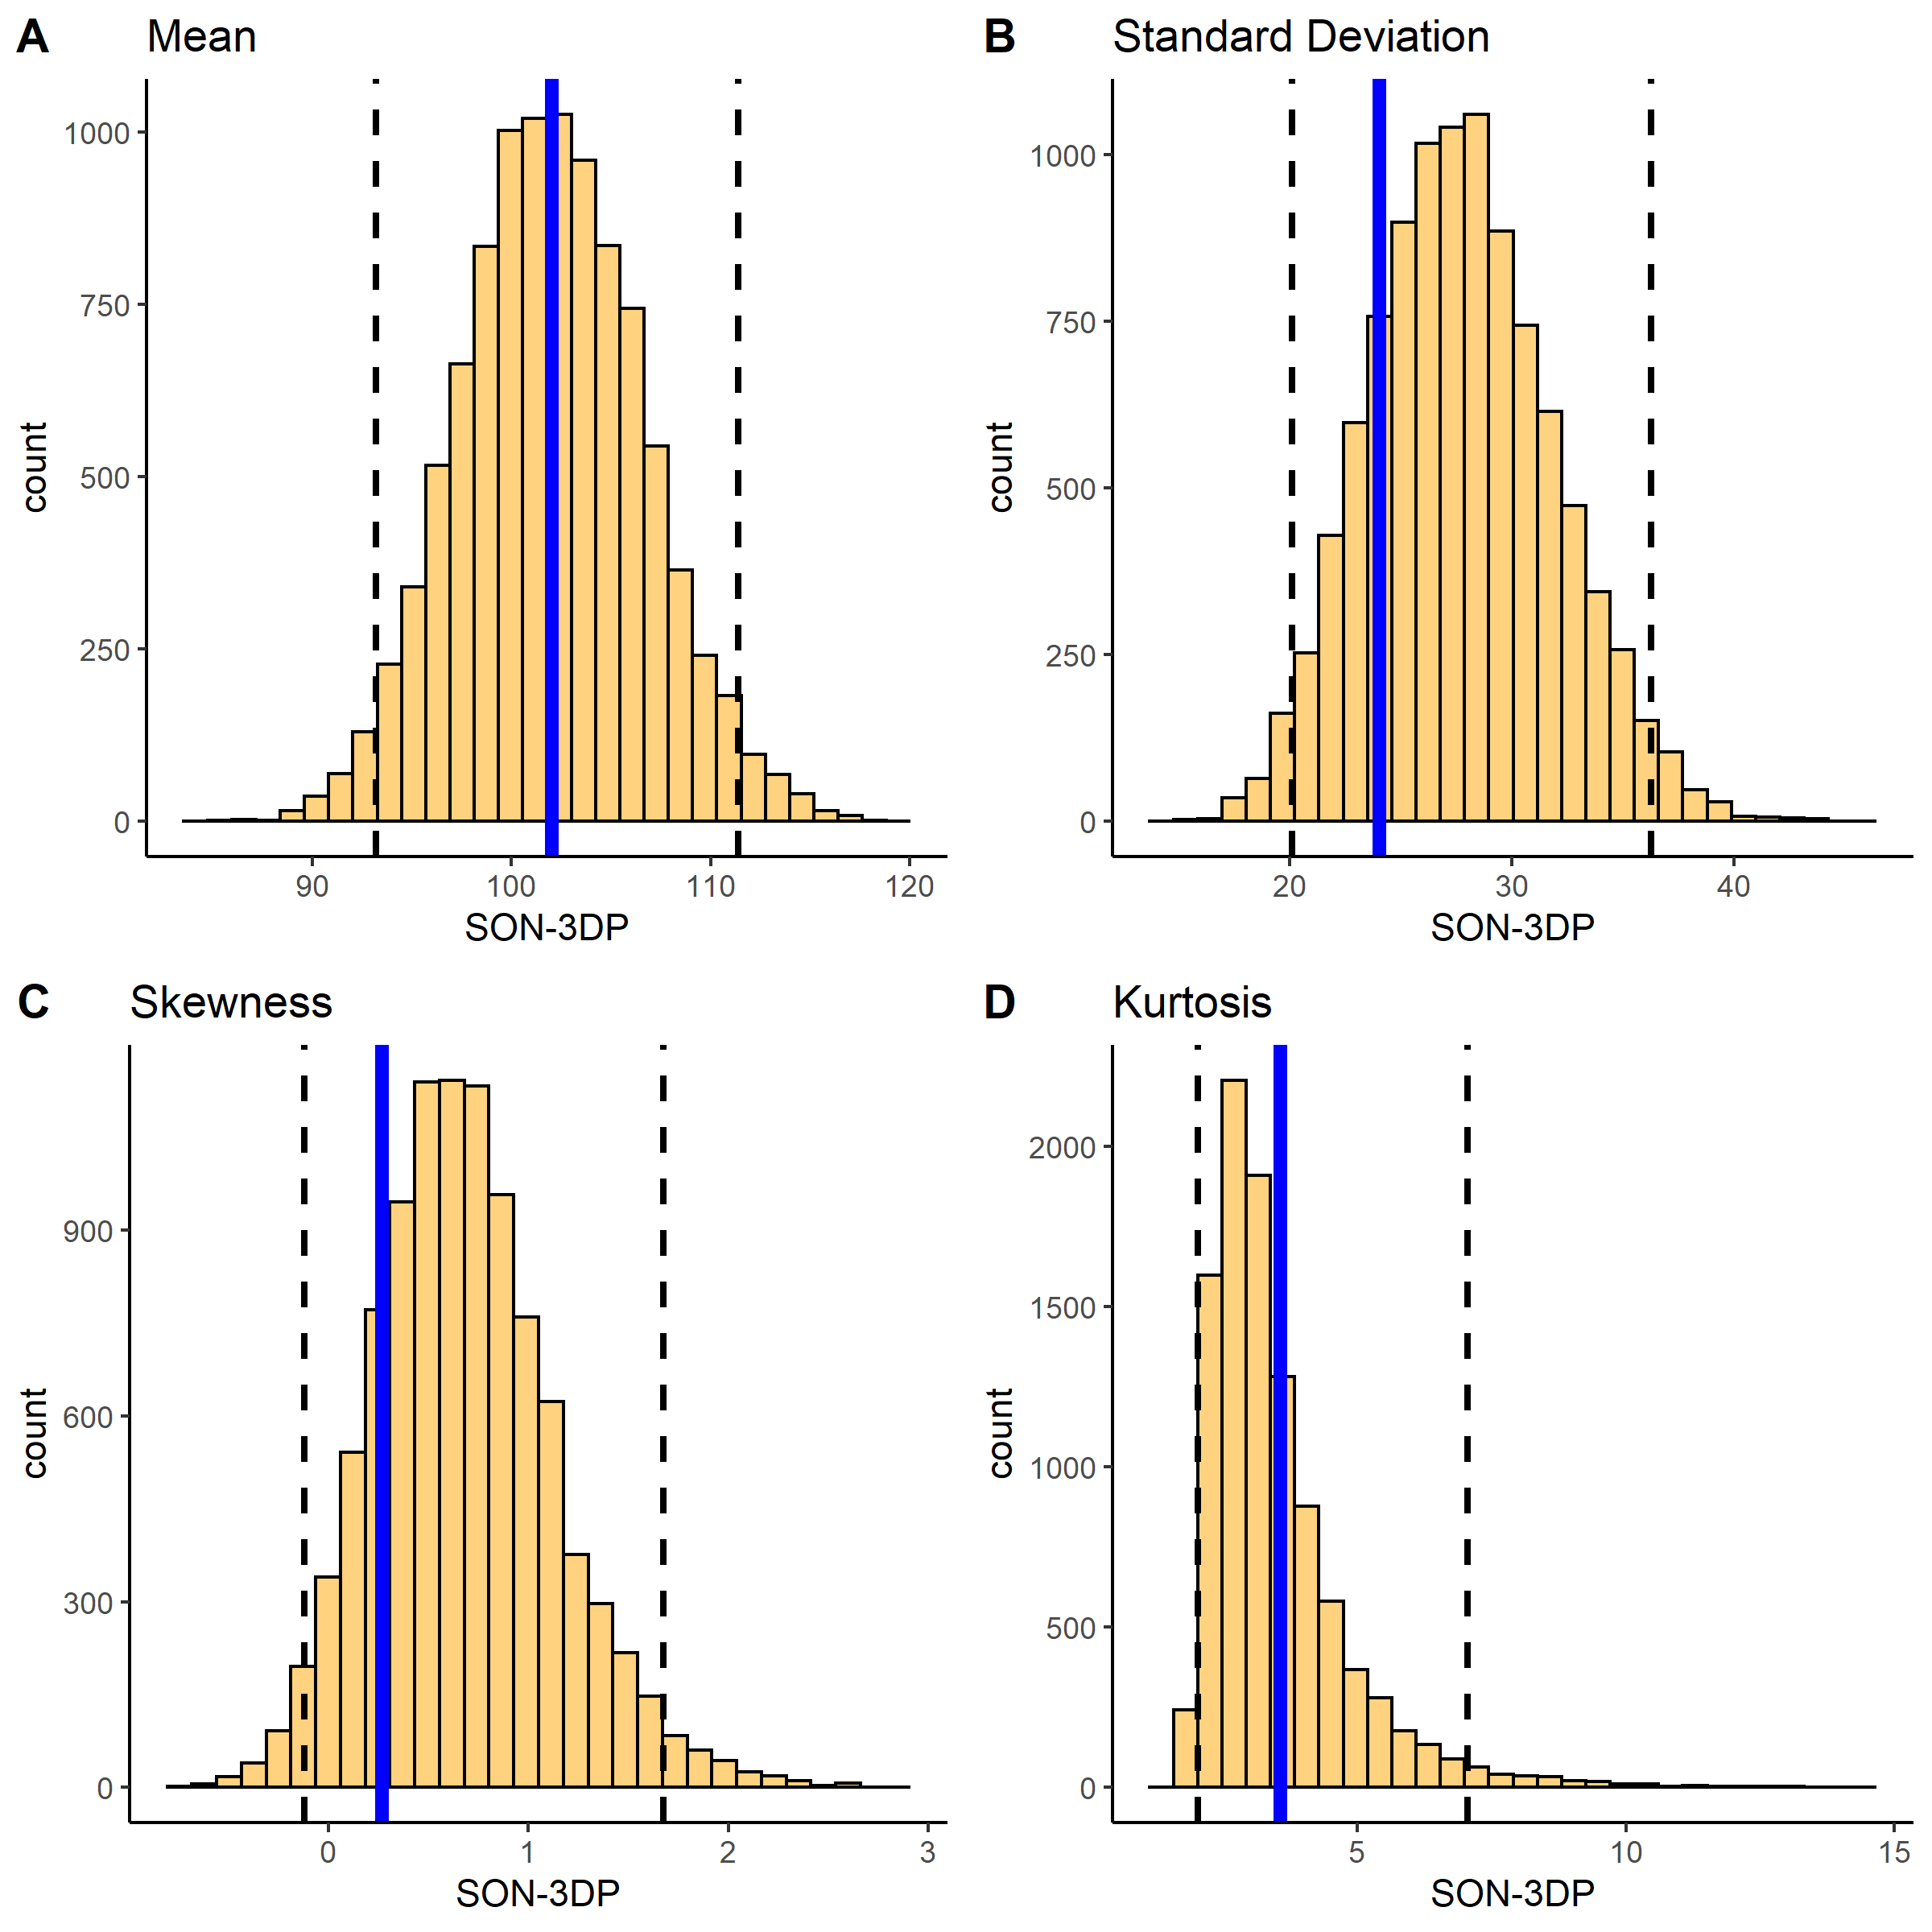 A Mean
1000
750
500
250
0
count
90 100 110 120
SON-3DP
B Standard Deviation
1000
750
500
250
0
count
20 30 40
SON-3DP
C Skewness
900
600
300
0
count
0 1 2 3
SON-3DP
D Kurtosis
2000
1500
1000
500
0
count
5 10 15
SON-3DP